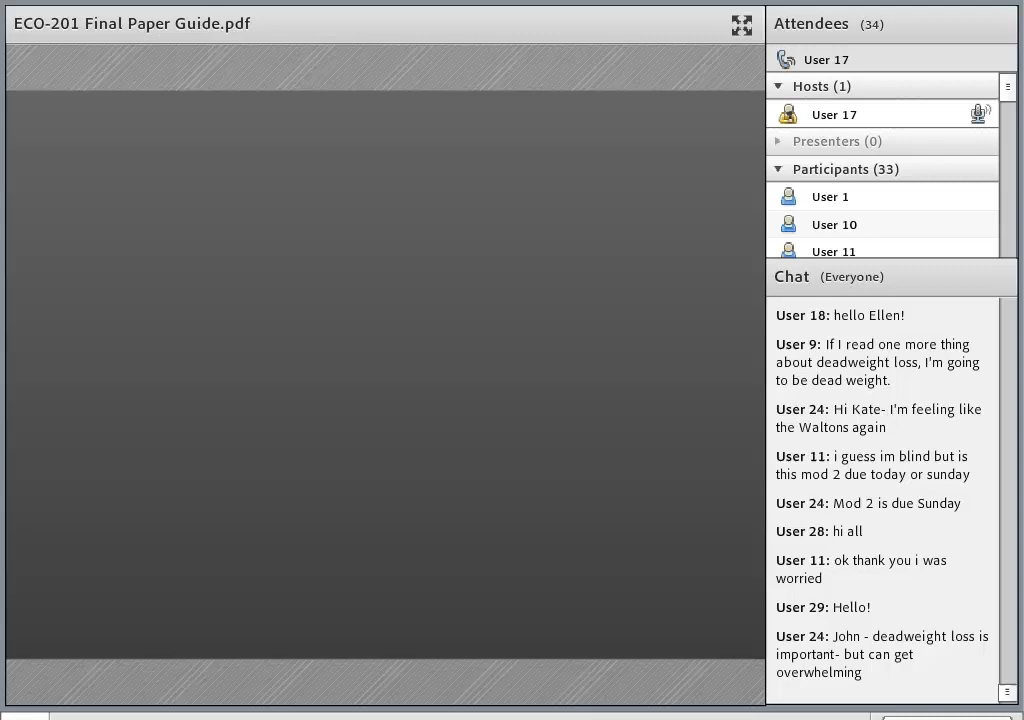 ECO-201 Final Paper Guide.pdf
Attendees (34)
User 17
Hosts (1)
User 17
Presenters (0)
Participants (33)
User 1
User 10
User 11
Chat (Everyone)
User 18: hello Ellen!
User 9: If I read one more thing
about deadweight loss, I'm going
to be dead weight.
User 24: Hi Kate- I'm feeling like
the Waltons again
User 11: i guess im blind but is
this mod 2 due today or sunday
User 24: Mod 2 is due Sunday
User 28: hi all
User 11: ok thank you i was
worried
User 29: Hello!
User 24: John - deadweight loss is
important- but can get
overwhelming